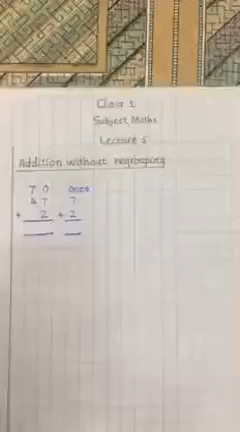 Class 1
Subject Maths
Lecture 5
Addition without regrouping
T O ones
4 7 7
+ 2 + 2